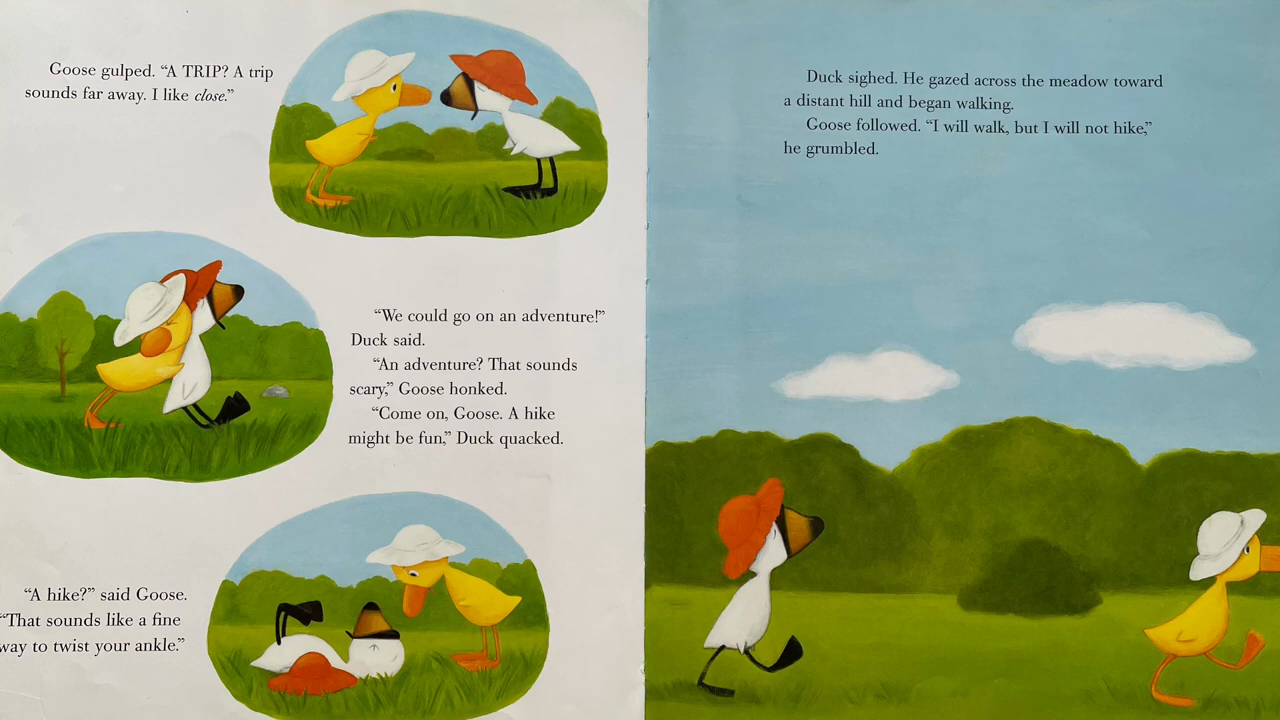 Goose gulped. “A TRIP? A trip
sounds far away. I like close.”
“We could go on an adventure!”
Duck said.
“An adventure? That sounds
scary,” Goose honked.
“Come on, Goose. A hike
might be fun,” Duck quacked.
“A hike?” said Goose.
“That sounds like a fine
way to twist your ankle.”
Duck sighed. He gazed across the meadow toward
a distant hill and began walking.
Goose followed. “I will walk, but I will not hike,”
he grumbled.